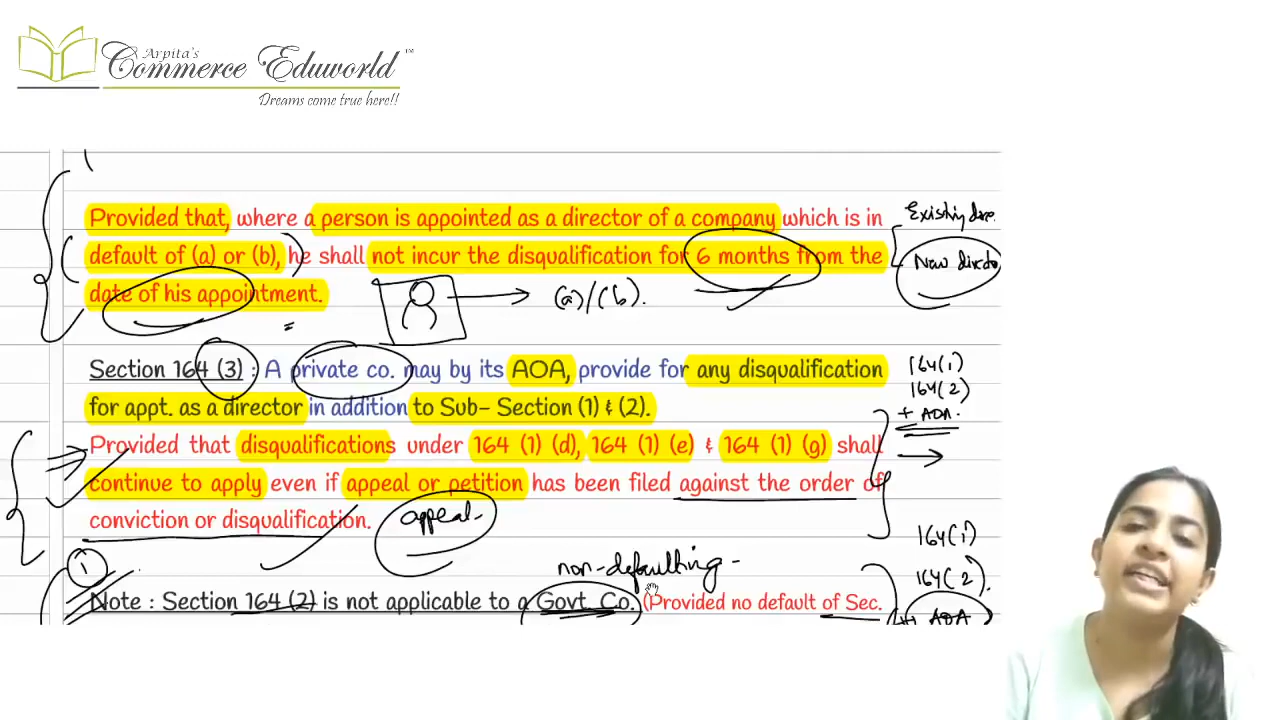 Arpita's
Commerce Eduworld™
Dreams come true here!!
Provided that, where a person is appointed as a director of a company which is in
default of (a) or (b), he shall not incur the disqualification for 6 months from the
date of his appointment.
Existing
New
(a)/(b).
Section 164 (3) : A private co. may by its AOA, provide for any disqualification
for appt. as a director in addition to Sub- Section (1) & (2).
164(1)
164(2)
+ AOA.
Provided that disqualifications under 164 (1) (d), 164 (1) (e) & 164 (1) (g) shall
continue to apply even if appeal or petition has been filed against the order of
conviction or disqualification.
appeal.
164(1)
164(2).
+ AOA
non-defaulting -
1
Note : Section 164 (2) is not applicable to a Govt. Co. (Provided no default of Sec.